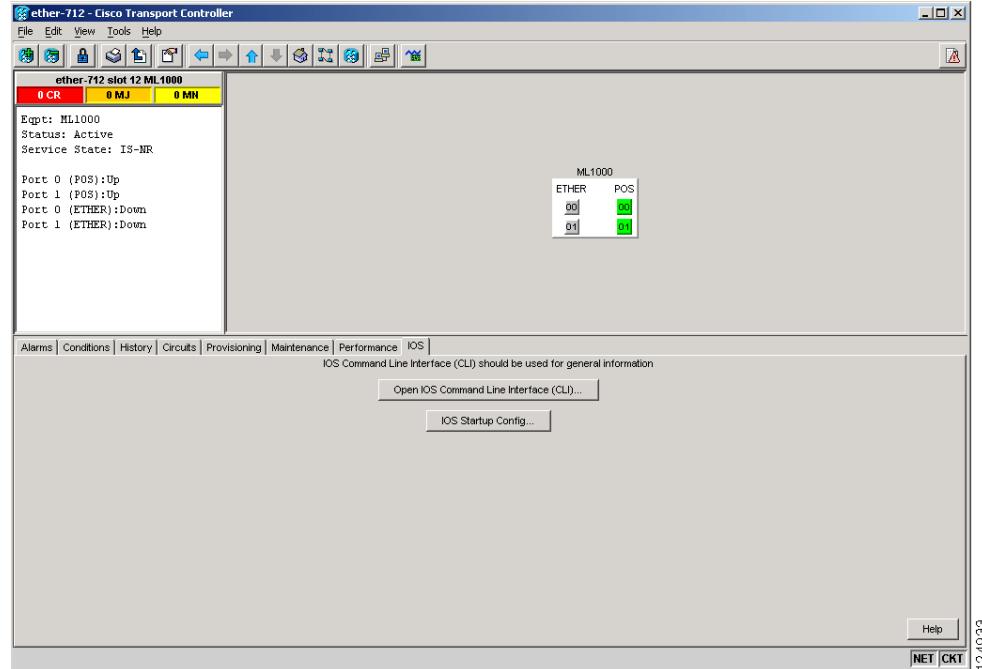 ether-712 - Cisco Transport Controller
File Edit View Tools Help
ether-712 slot 12 ML1000
0 CR 0 MJ 0 MN
Eqpt: ML1000
Status: Active
Service State: IS-NR
Port 0 (POS):Up
Port 1 (POS):Up
Port 0 (ETHER):Down
Port 1 (ETHER):Down
ML1000
ETHER POS
00 00
01 01
Alarms Conditions History Circuits Provisioning Maintenance Performance IOS
IOS Command Line Interface (CLI) should be used for general information
Open IOS Command Line Interface (CLI)...
IOS Startup Config...
Help
NET CKT
124933